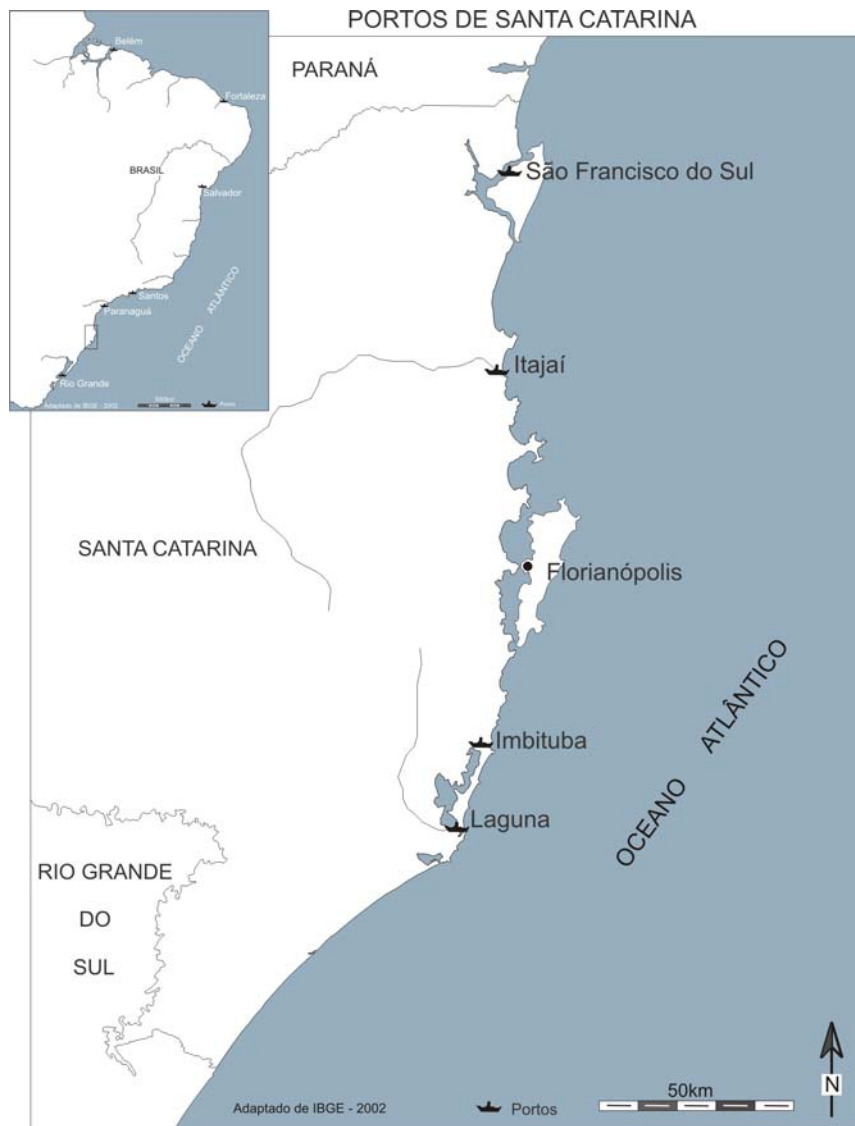 PORTOS DE SANTA CATARINA
Belém
Fortaleza
BRASIL
Salvador
Santos
Paranaguá
OCEANO ATLÂNTICO
Rio Grande
Adaptado de IBGE - 2002
Porto
PARANÁ
São Francisco do Sul
Itajaí
SANTA CATARINA
Florianópolis
Imbituba
Laguna
OCEANO ATLÂNTICO
RIO GRANDE
DO
SUL
Adaptado de IBGE - 2002
Portos
50km
N